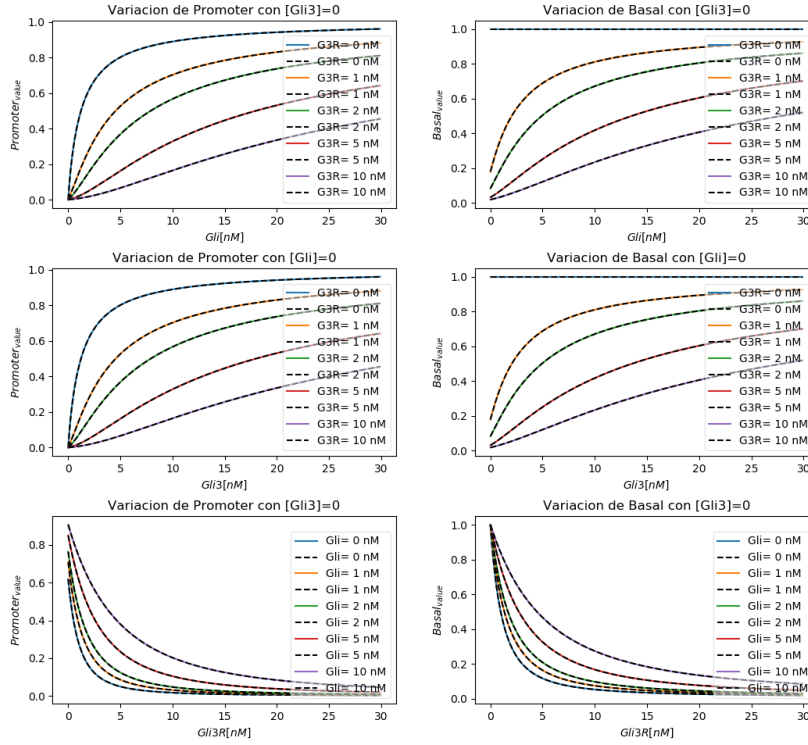 Variacion de Promoter con [Gli3]=0
1.0
0.8
0.6
0.4
0.2
0.0
Promoter_value
0 5 10 15 20 25 30
Gli[nM]
G3R= 0 nM
G3R= 0 nM
G3R= 1 nM
G3R= 1 nM
G3R= 2 nM
G3R= 2 nM
G3R= 5 nM
G3R= 5 nM
G3R= 10 nM
G3R= 10 nM
Variacion de Basal con [Gli3]=0
1.0
0.8
0.6
0.4
0.2
0.0
Basal_value
0 5 10 15 20 25 30
Gli[nM]
G3R= 0 nM
G3R= 0 nM
G3R= 1 nM
G3R= 1 nM
G3R= 2 nM
G3R= 2 nM
G3R= 5 nM
G3R= 5 nM
G3R= 10 nM
G3R= 10 nM
Variacion de Promoter con [Gli]=0
1.0
0.8
0.6
0.4
0.2
0.0
Promoter_value
0 5 10 15 20 25 30
Gli3[nM]
G3R= 0 nM
G3R= 0 nM
G3R= 1 nM
G3R= 1 nM
G3R= 2 nM
G3R= 2 nM
G3R= 5 nM
G3R= 5 nM
G3R= 10 nM
G3R= 10 nM
Variacion de Basal con [Gli]=0
1.0
0.8
0.6
0.4
0.2
0.0
Basal_value
0 5 10 15 20 25 30
Gli3[nM]
G3R= 0 nM
G3R= 0 nM
G3R= 1 nM
G3R= 1 nM
G3R= 2 nM
G3R= 2 nM
G3R= 5 nM
G3R= 5 nM
G3R= 10 nM
G3R= 10 nM
Variacion de Promoter con [Gli3]=0
0.8
0.6
0.4
0.2
0.0
Promoter_value
0 5 10 15 20 25 30
Gli3R[nM]
Gli= 0 nM
Gli= 0 nM
Gli= 1 nM
Gli= 1 nM
Gli= 2 nM
Gli= 2 nM
Gli= 5 nM
Gli= 5 nM
Gli= 10 nM
Gli= 10 nM
Variacion de Basal con [Gli3]=0
1.0
0.8
0.6
0.4
0.2
0.0
Basal_value
0 5 10 15 20 25 30
Gli3R[nM]
Gli= 0 nM
Gli= 0 nM
Gli= 1 nM
Gli= 1 nM
Gli= 2 nM
Gli= 2 nM
Gli= 5 nM
Gli= 5 nM
Gli= 10 nM
Gli= 10 nM